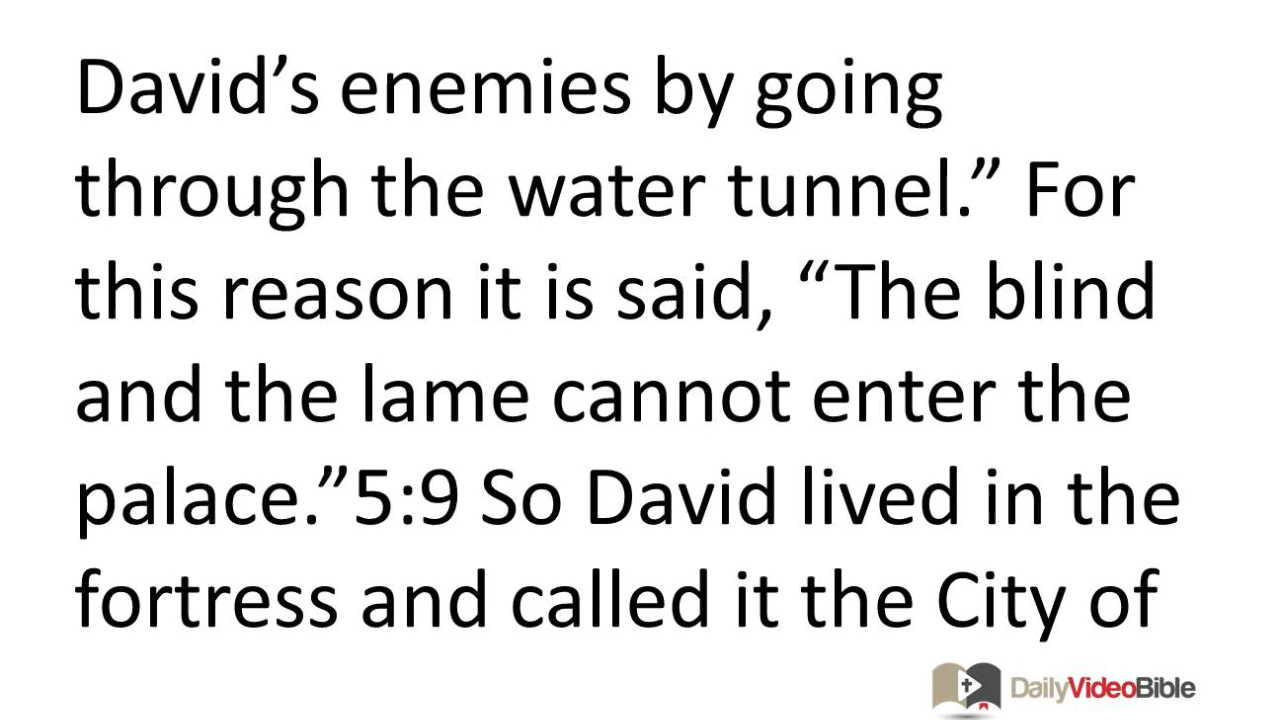 David’s enemies by going
through the water tunnel.” For
this reason it is said, “The blind
and the lame cannot enter the
palace.”5:9 So David lived in the
fortress and called it the City of
DailyVideoBible